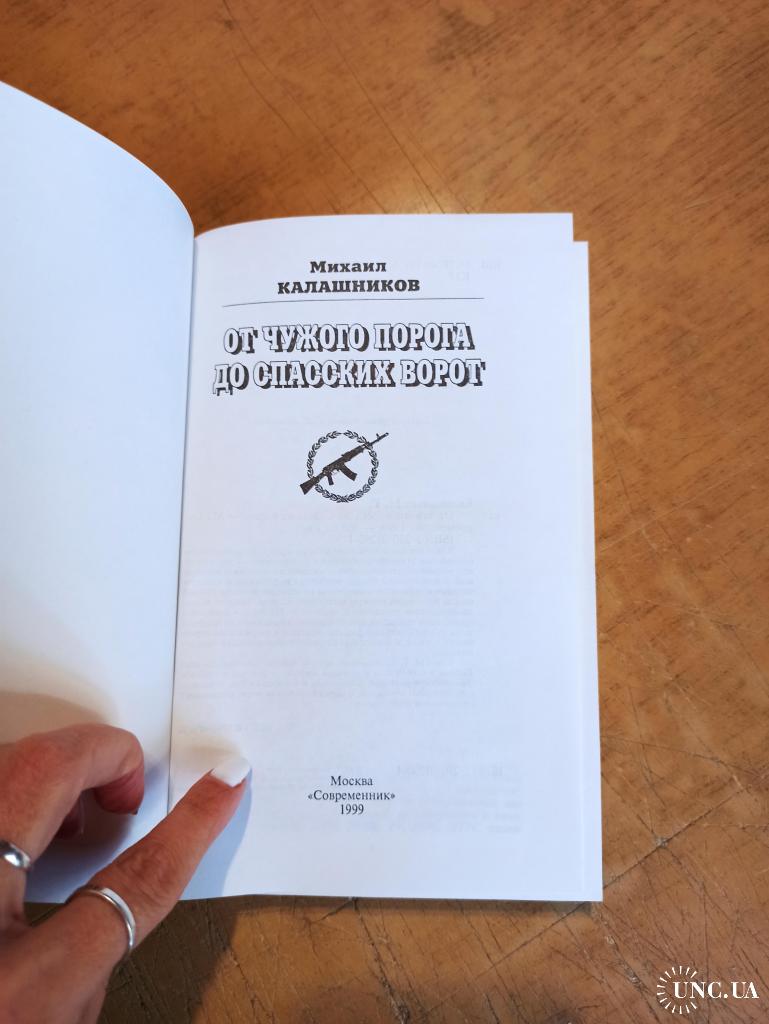 Михаил
КАЛАШНИКОВ
ОТ ЧУЖОГО ПОРОГА
ДО СПАССКИХ ВОРОТ
Москва
«Современник»
1999
UNC.UA